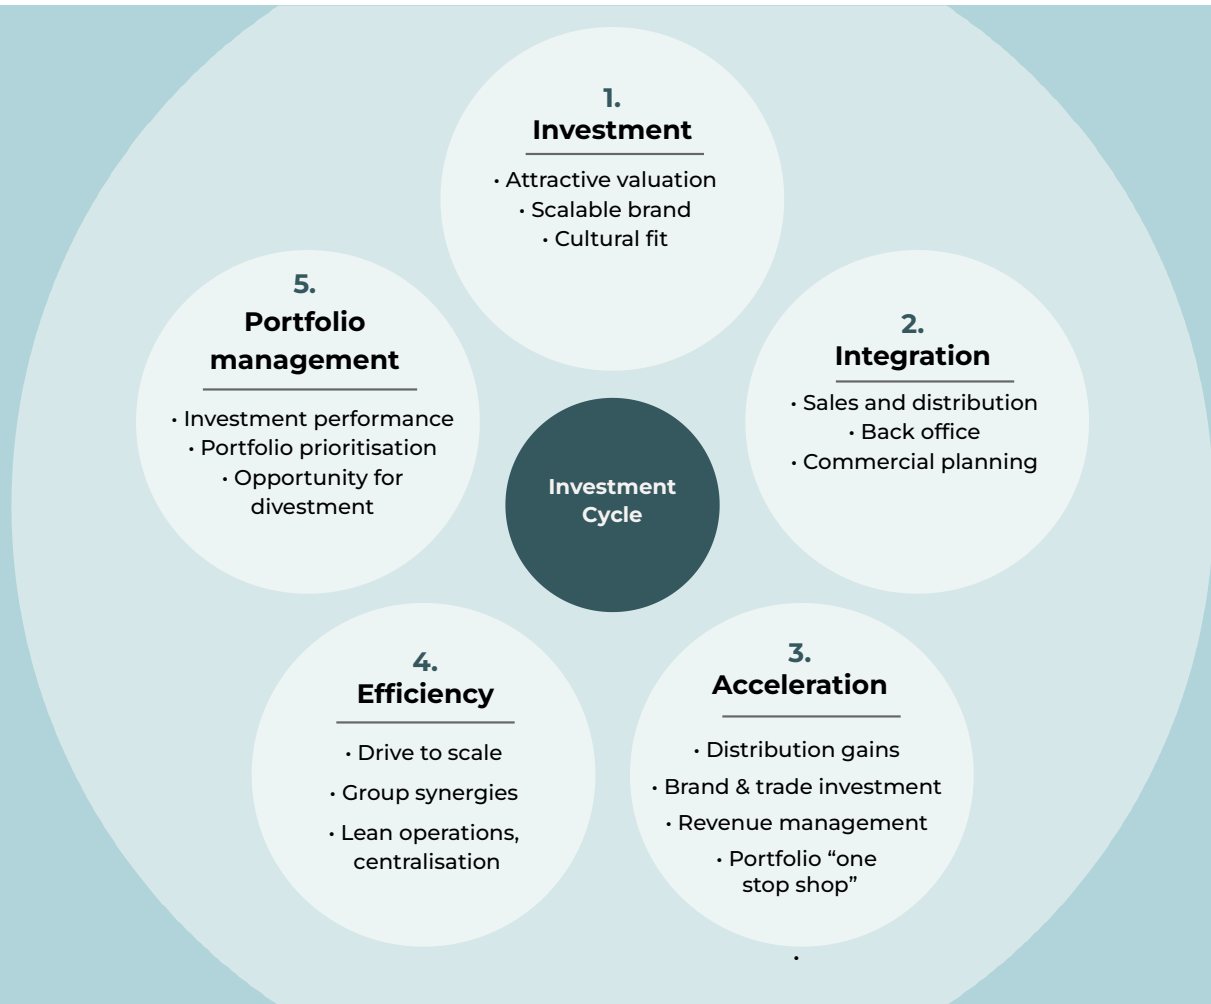 1.
Investment
• Attractive valuation
• Scalable brand
• Cultural fit
2.
Integration
• Sales and distribution
• Back office
• Commercial planning
3.
Acceleration
• Distribution gains
• Brand & trade investment
• Revenue management
• Portfolio “one
stop shop”
•
4.
Efficiency
• Drive to scale
• Group synergies
• Lean operations,
centralisation
5.
Portfolio
management
• Investment performance
• Portfolio prioritisation
• Opportunity for
divestment
Investment
Cycle